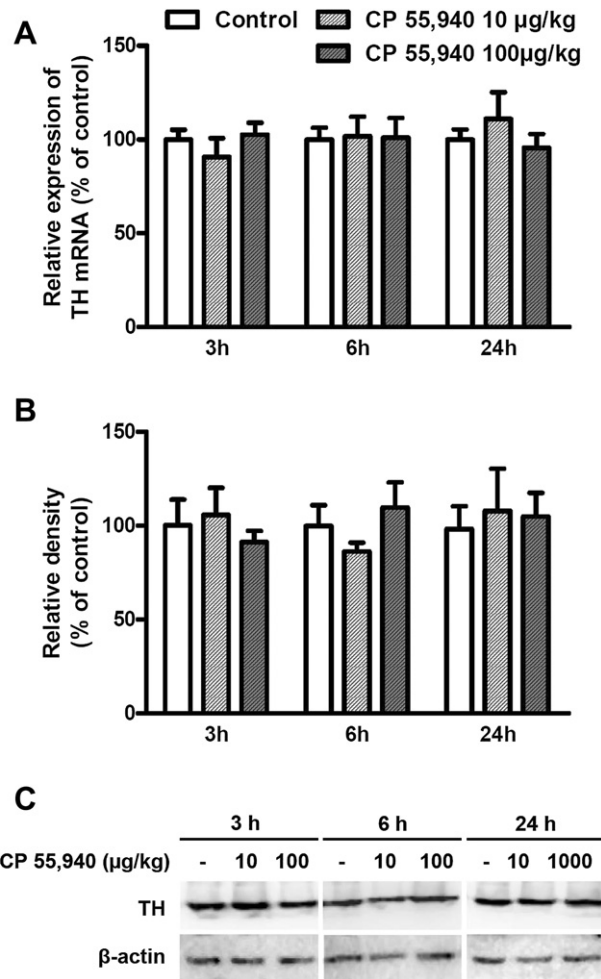 A
Control
CP 55,940 10 µg/kg
CP 55,940 100µg/kg
Relative expression of
TH mRNA (% of control)
150
100
50
0
3h 6h 24h
B
Relative density
(% of control)
150
100
50
0
3h 6h 24h
C
3 h 6 h 24 h
CP 55,940 (µg/kg) - 10 100 - 10 100 - 10 1000
TH
β-actin